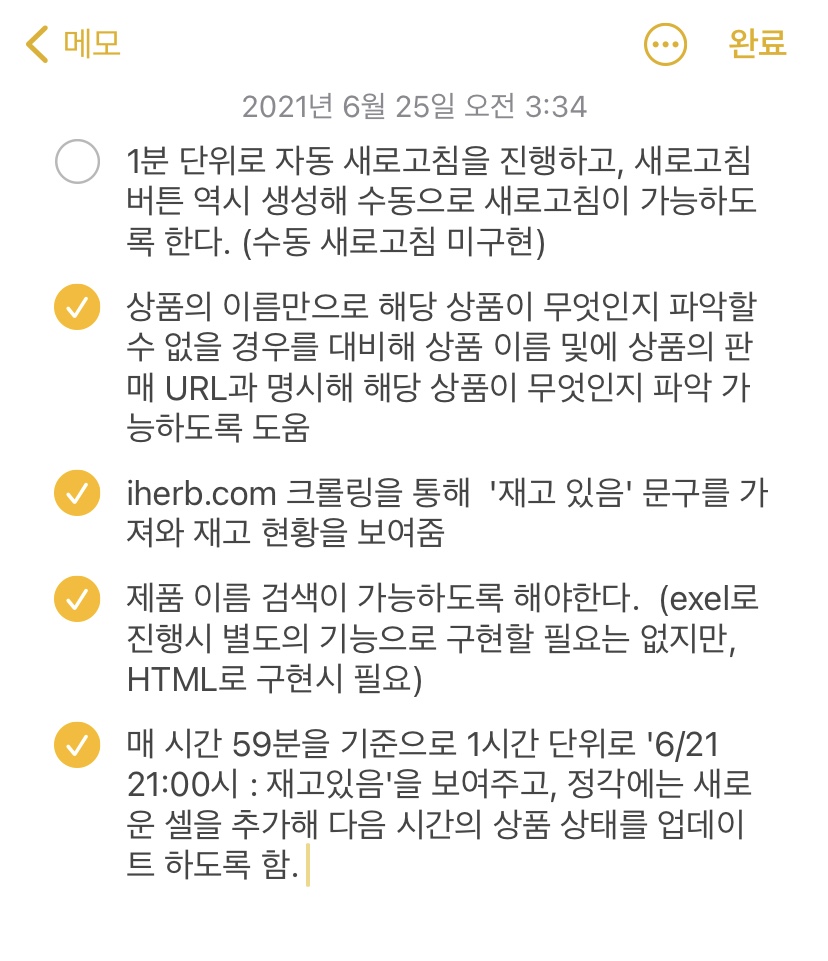 메모
완료
2021년 6월 25일 오전 3:34
1분 단위로 자동 새로고침을 진행하고, 새로고침
버튼 역시 생성해 수동으로 새로고침이 가능하도
록 한다. (수동 새로고침 미구현)
상품의 이름만으로 해당 상품이 무엇인지 파악할
수 없을 경우를 대비해 상품 이름 및에 상품의 판
매 URL과 명시해 해당 상품이 무엇인지 파악 가
능하도록 도움
iherb.com 크롤링을 통해  '재고 있음' 문구를 가
져와 재고 현황을 보여줌
제품 이름 검색이 가능하도록 해야한다.  (exel로
진행시 별도의 기능으로 구현할 필요는 없지만,
HTML로 구현시 필요)
매 시간 59분을 기준으로 1시간 단위로 '6/21
21:00시 : 재고있음'을 보여주고, 정각에는 새로
운 셀을 추가해 다음 시간의 상품 상태를 업데이
트 하도록 함.